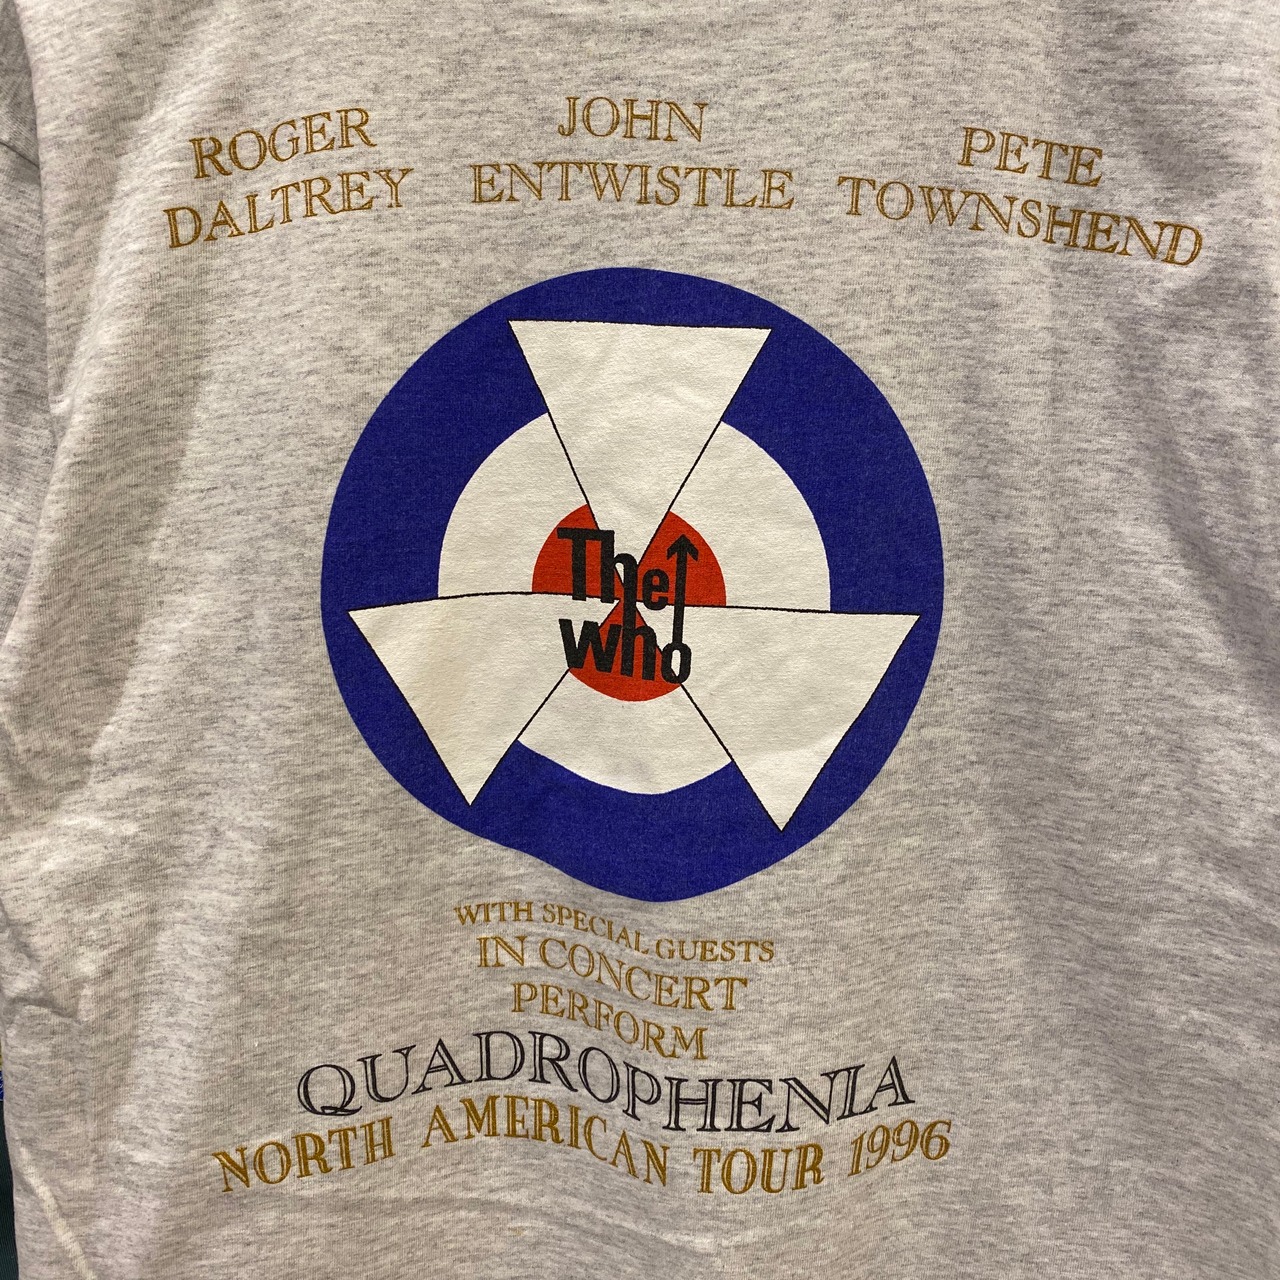 ROGER
DALTREY
JOHN
ENTWISTLE
PETE
TOWNSHEND
The
who
WITH SPECIAL GUESTS
IN CONCERT
PERFORM
QUADROPHENIA
NORTH AMERICAN TOUR 1996